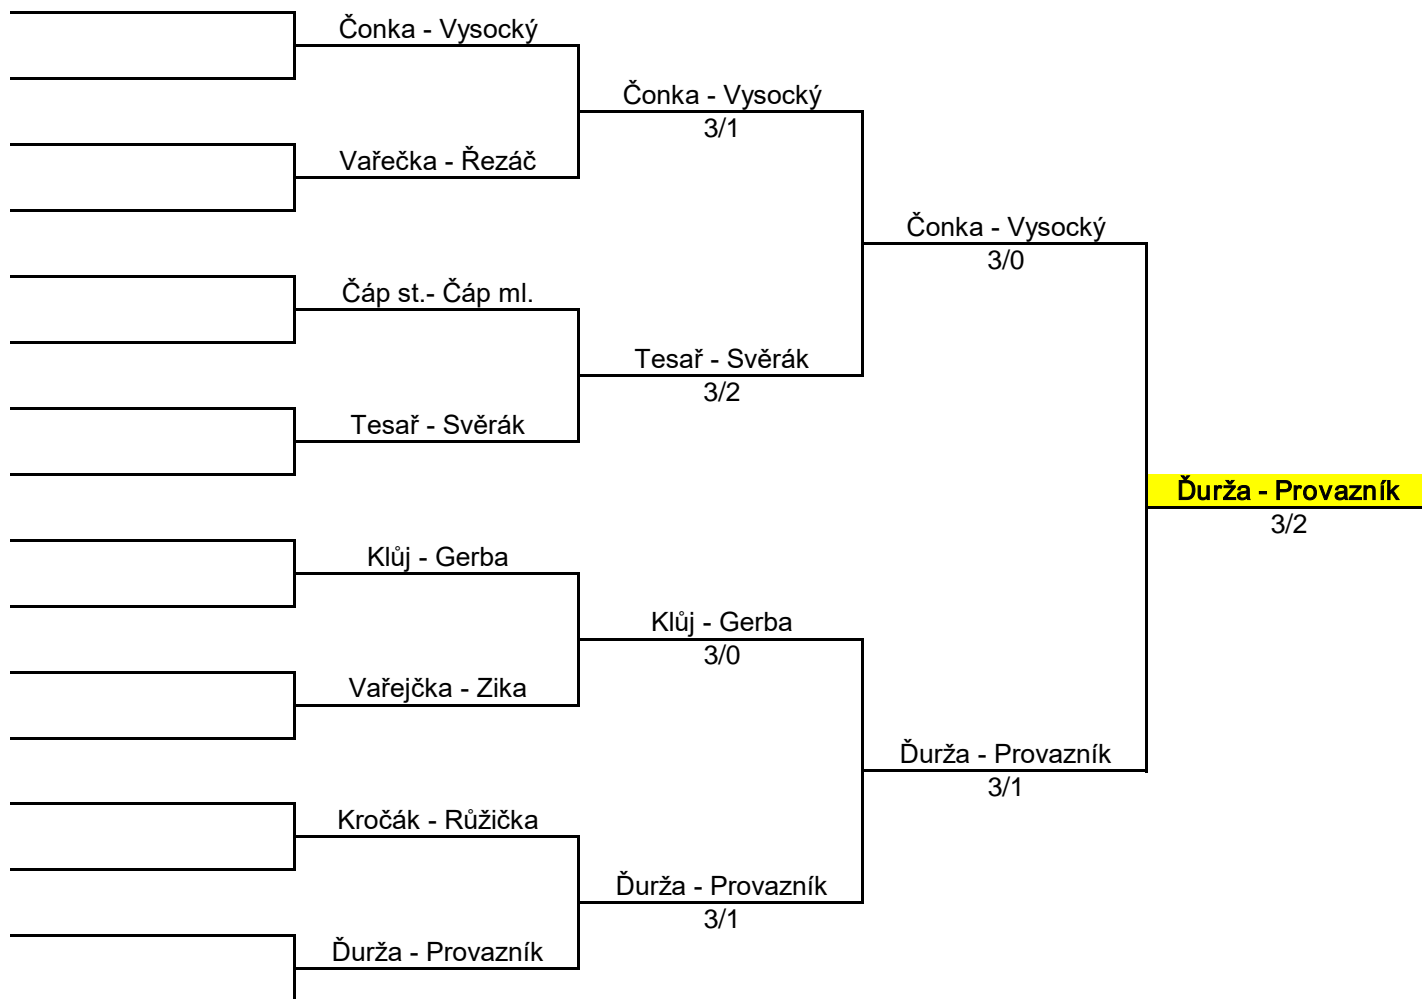 Čonka - Vysocký
Čonka - Vysocký
3/1
Vařečka - Řezáč
Čonka - Vysocký
3/0
Čáp st.- Čáp ml.
Tesař - Svěrák
3/2
Tesař - Svěrák
Ďurža - Provazník
3/2
Klůj - Gerba
Klůj - Gerba
3/0
Vařejčka - Zika
Ďurža - Provazník
3/1
Kročák - Růžička
Ďurža - Provazník
3/1
Ďurža - Provazník